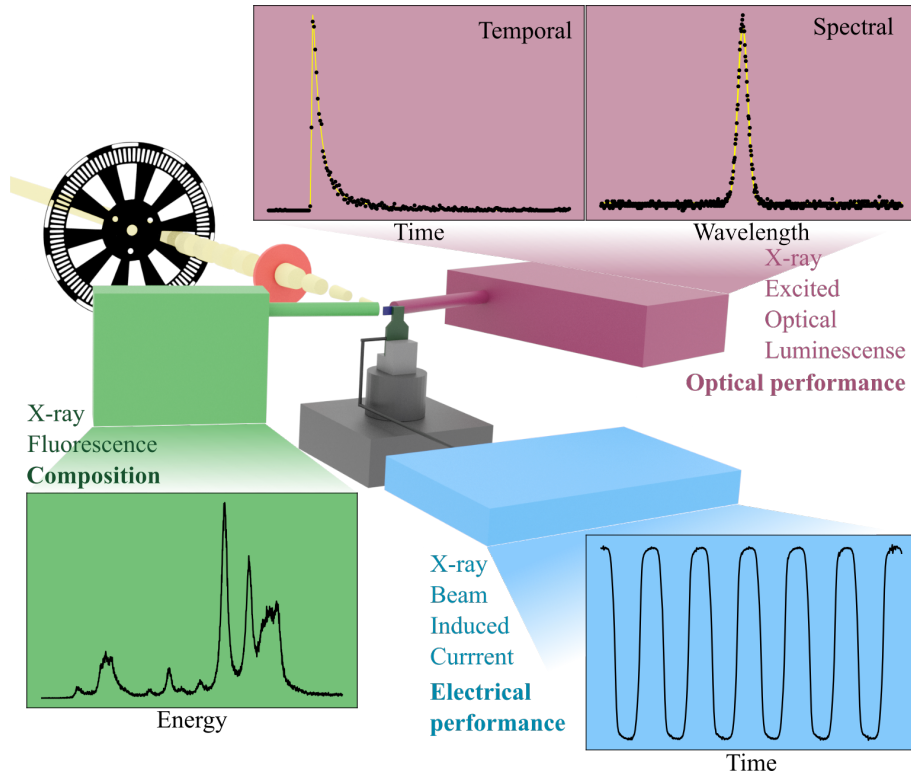 Temporal
Spectral
Time
Wavelength
X-ray
Excited
Optical
Luminescense
Optical performance
X-ray
Fluorescence
Composition
Energy
X-ray
Beam
Induced
Currrent
Electrical
performance
Time